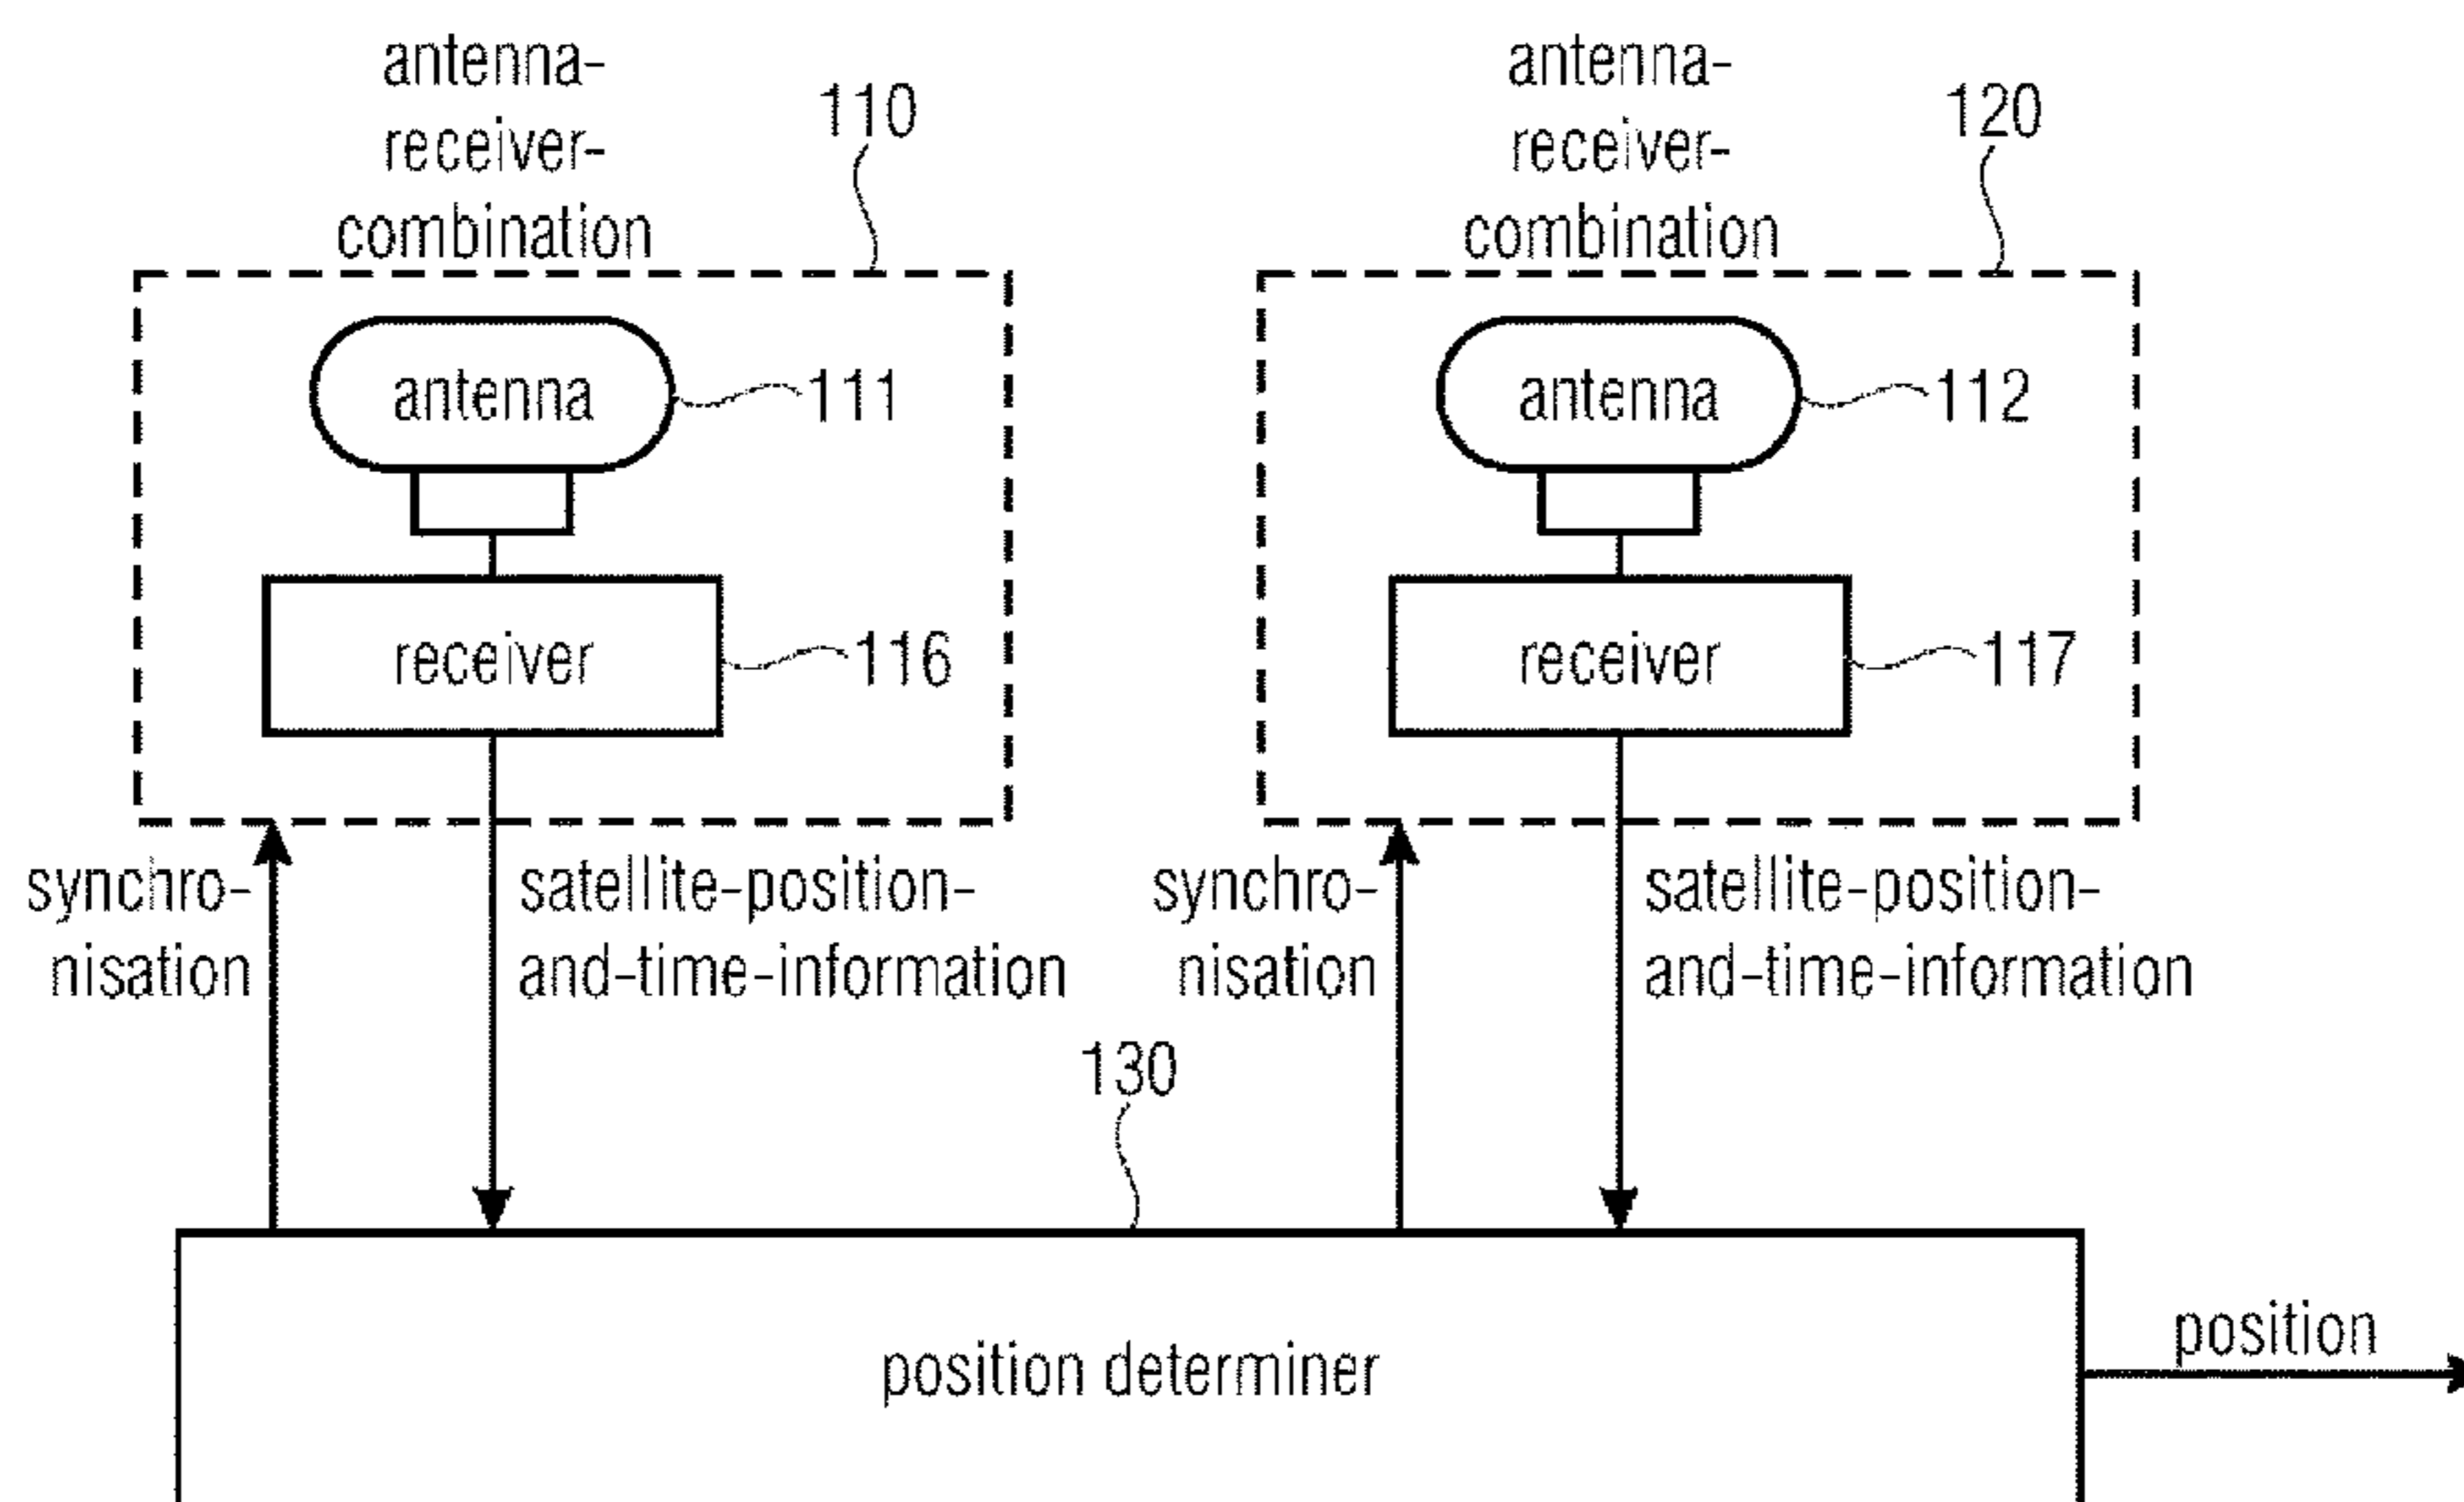 antenna-
receiver-
combination
110
antenna
111
receiver
116
antenna-
receiver-
combination
120
antenna
112
receiver
117
synchro-
nisation
satellite-position-
and-time-information
synchro-
nisation
satellite-position-
and-time-information
130
position determiner
position